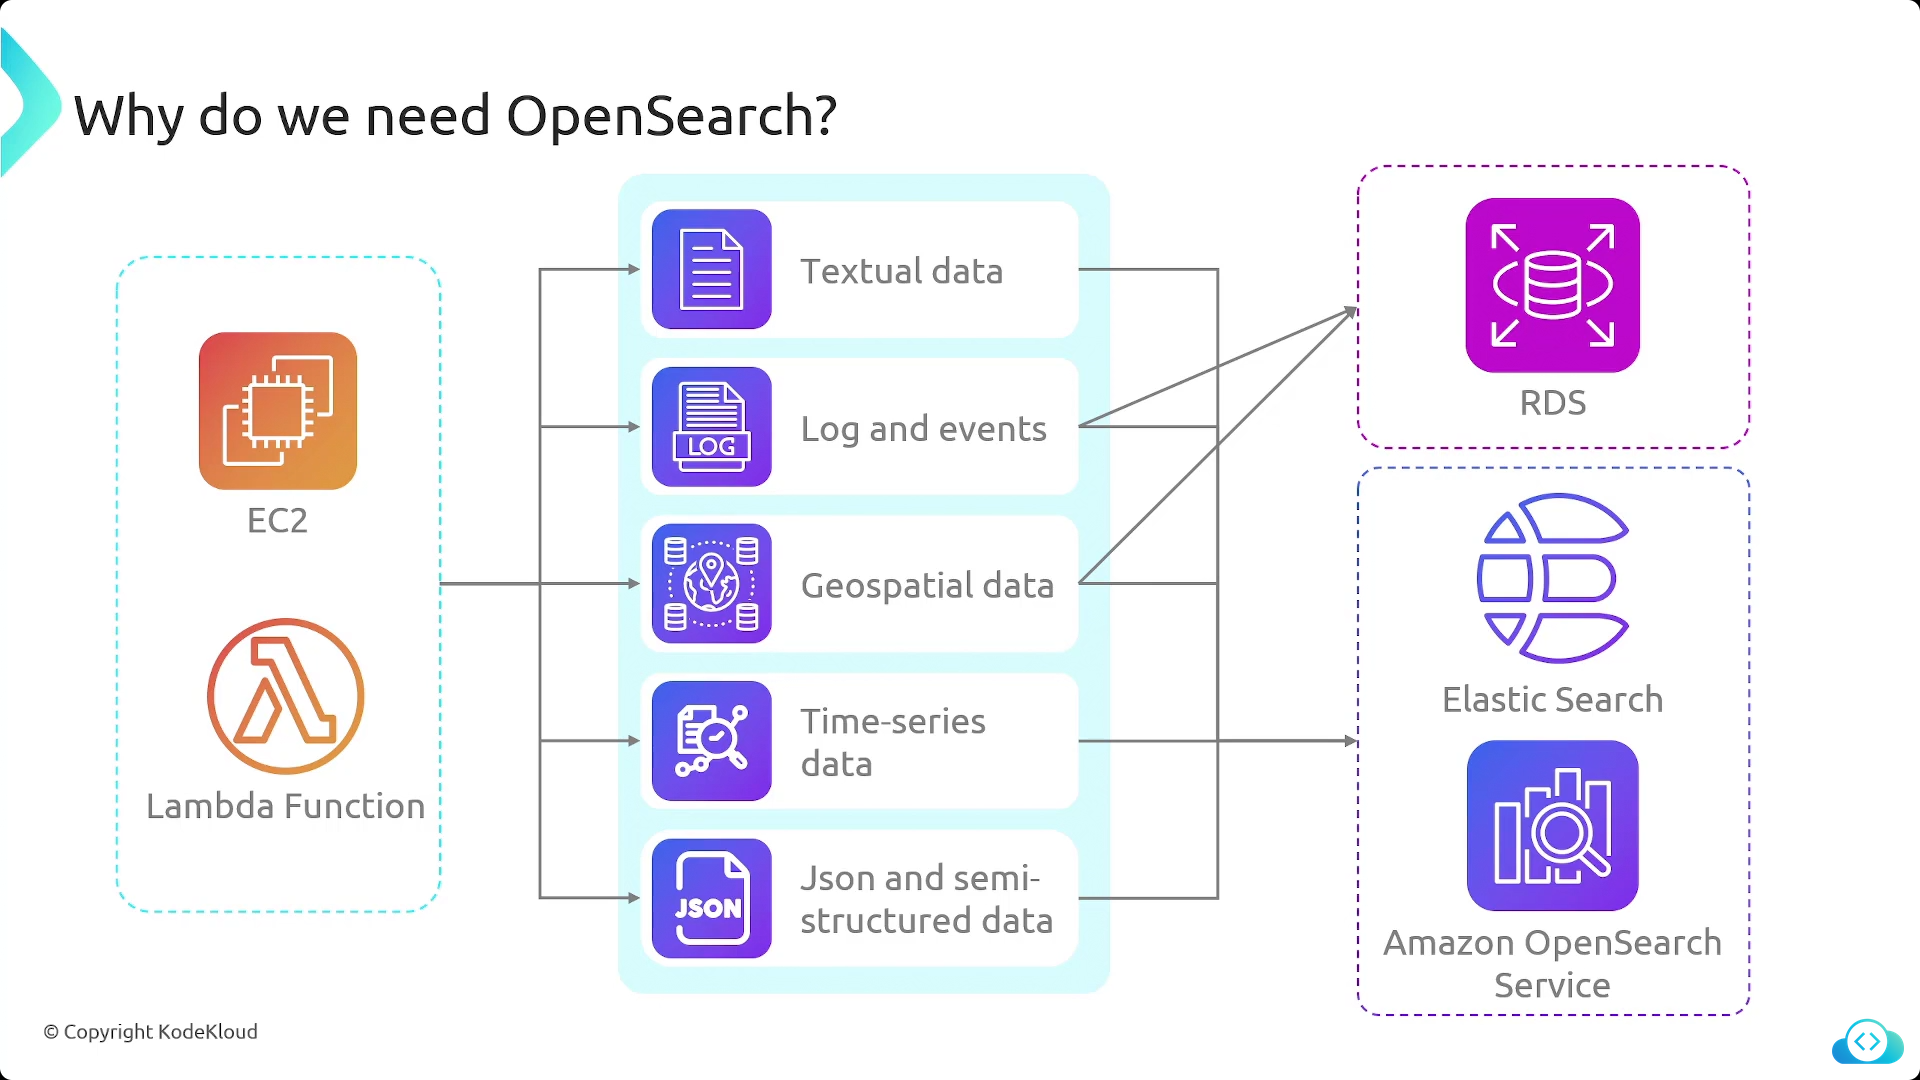 Why do we need OpenSearch?
EC2
Lambda Function
Textual data
LOG
Log and events
Geospatial data
Time-series
data
JSON
Json and semi-
structured data
RDS
Elastic Search
Amazon OpenSearch
Service
© Copyright KodeKloud